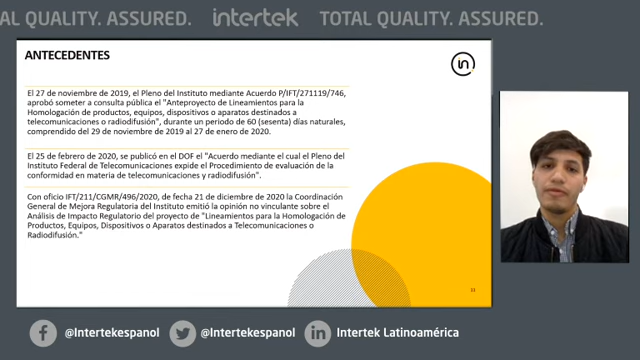 AL QUALITY. ASSURED. intertek TOTAL QUALITY. ASSURED.
ANTECEDENTES
in
El 27 de noviembre de 2019, el Pleno del Instituto mediante Acuerdo P/IFT/271119/746,
aprobó someter a consulta pública el "Anteproyecto de Lineamientos para la
Homologación de productos, equipos, dispositivos o aparatos destinados a
telecomunicaciones o radiodifusión", durante un periodo de 60 (sesenta) días naturales,
comprendido del 29 de noviembre de 2019 al 27 de enero de 2020.
El 25 de febrero de 2020, se publicó en el DOF el "Acuerdo mediante el cual el Pleno del
Instituto Federal de Telecomunicaciones expide el Procedimiento de evaluación de la
conformidad en materia de telecomunicaciones y radiodifusión".
Con oficio IFT/211/CGMR/496/2020, de fecha 21 de diciembre de 2020 la Coordinación
General de Mejora Regulatoria del Instituto emitió la opinión no vinculante sobre el
Análisis de Impacto Regulatorio del proyecto de "Lineamientos para la Homologación de
Productos, Equipos, Dispositivos o Aparatos destinados a Telecomunicaciones o
Radiodifusión."
11
f @Intertekespanol @Intertekespanol in Intertek Latinoamérica